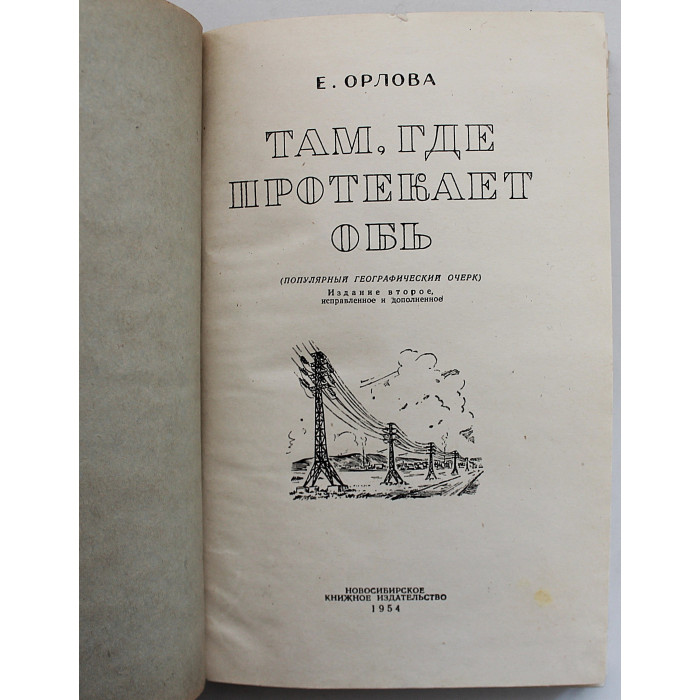 Е. ОРЛОВА
ТАМ, ГДЕ
ПРОТЕКАЕТ
ОБЬ
(ПОПУЛЯРНЫЙ ГЕОГРАФИЧЕСКИЙ ОЧЕРК)
Издание второе,
исправленное и дополненное
НОВОСИБИРСКОЕ
КНИЖНОЕ ИЗДАТЕЛЬСТВО
1954